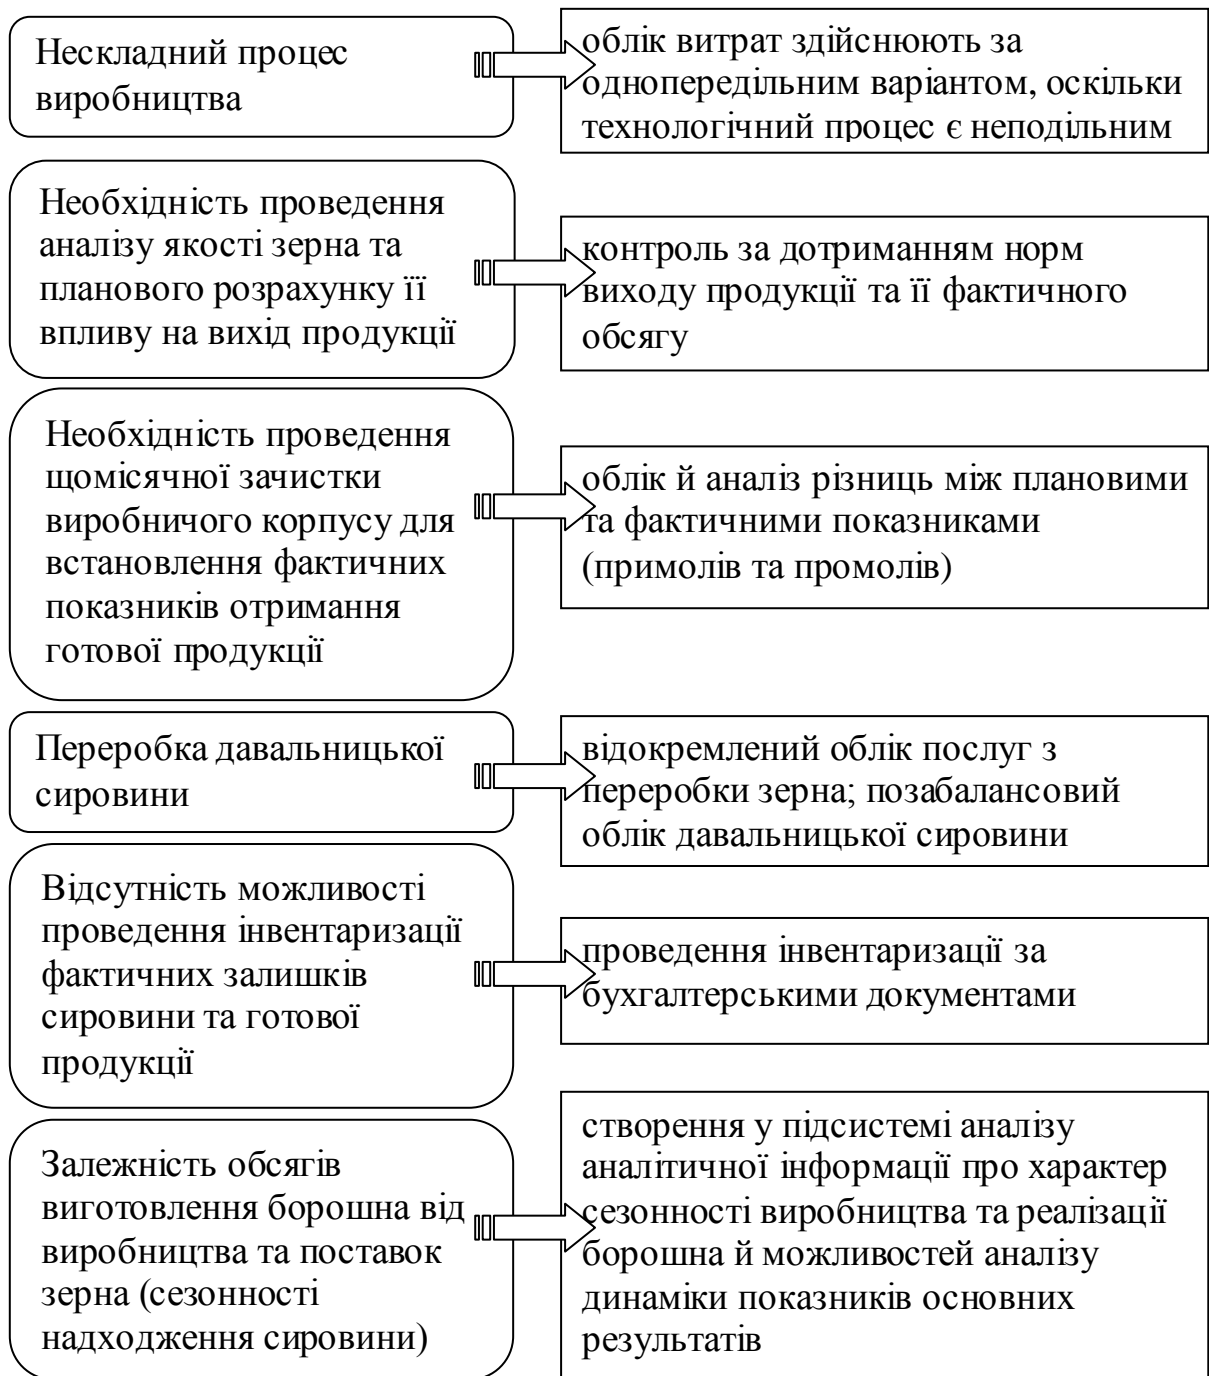 Нескладний процес
виробництва
облік витрат здійснюють за
однопередільним варіантом, оскільки
технологічний процес є неподільним
Необхідність проведення
аналізу якості зерна та
планового розрахунку її
впливу на вихід продукції
контроль за дотриманням норм
виходу продукції та її фактичного
обсягу
Необхідність проведення
щомісячної зачистки
виробничого корпусу для
встановлення фактичних
показників отримання
готової продукції
облік й аналіз різниць між плановими
та фактичними показниками
(примолів та промолів)
Переробка давальницької
сировини
відокремлений облік послуг з
переробки зерна; позабалансовий
облік давальницької сировини
Відсутність можливості
проведення інвентаризації
фактичних залишків
сировини та готової
продукції
проведення інвентаризації за
бухгалтерськими документами
Залежність обсягів
виготовлення борошна від
виробництва та поставок
зерна (сезонності
надходження сировини)
створення у підсистемі аналізу
аналітичної інформації про характер
сезонності виробництва та реалізації
борошна й можливостей аналізу
динаміки показників основних
результатів